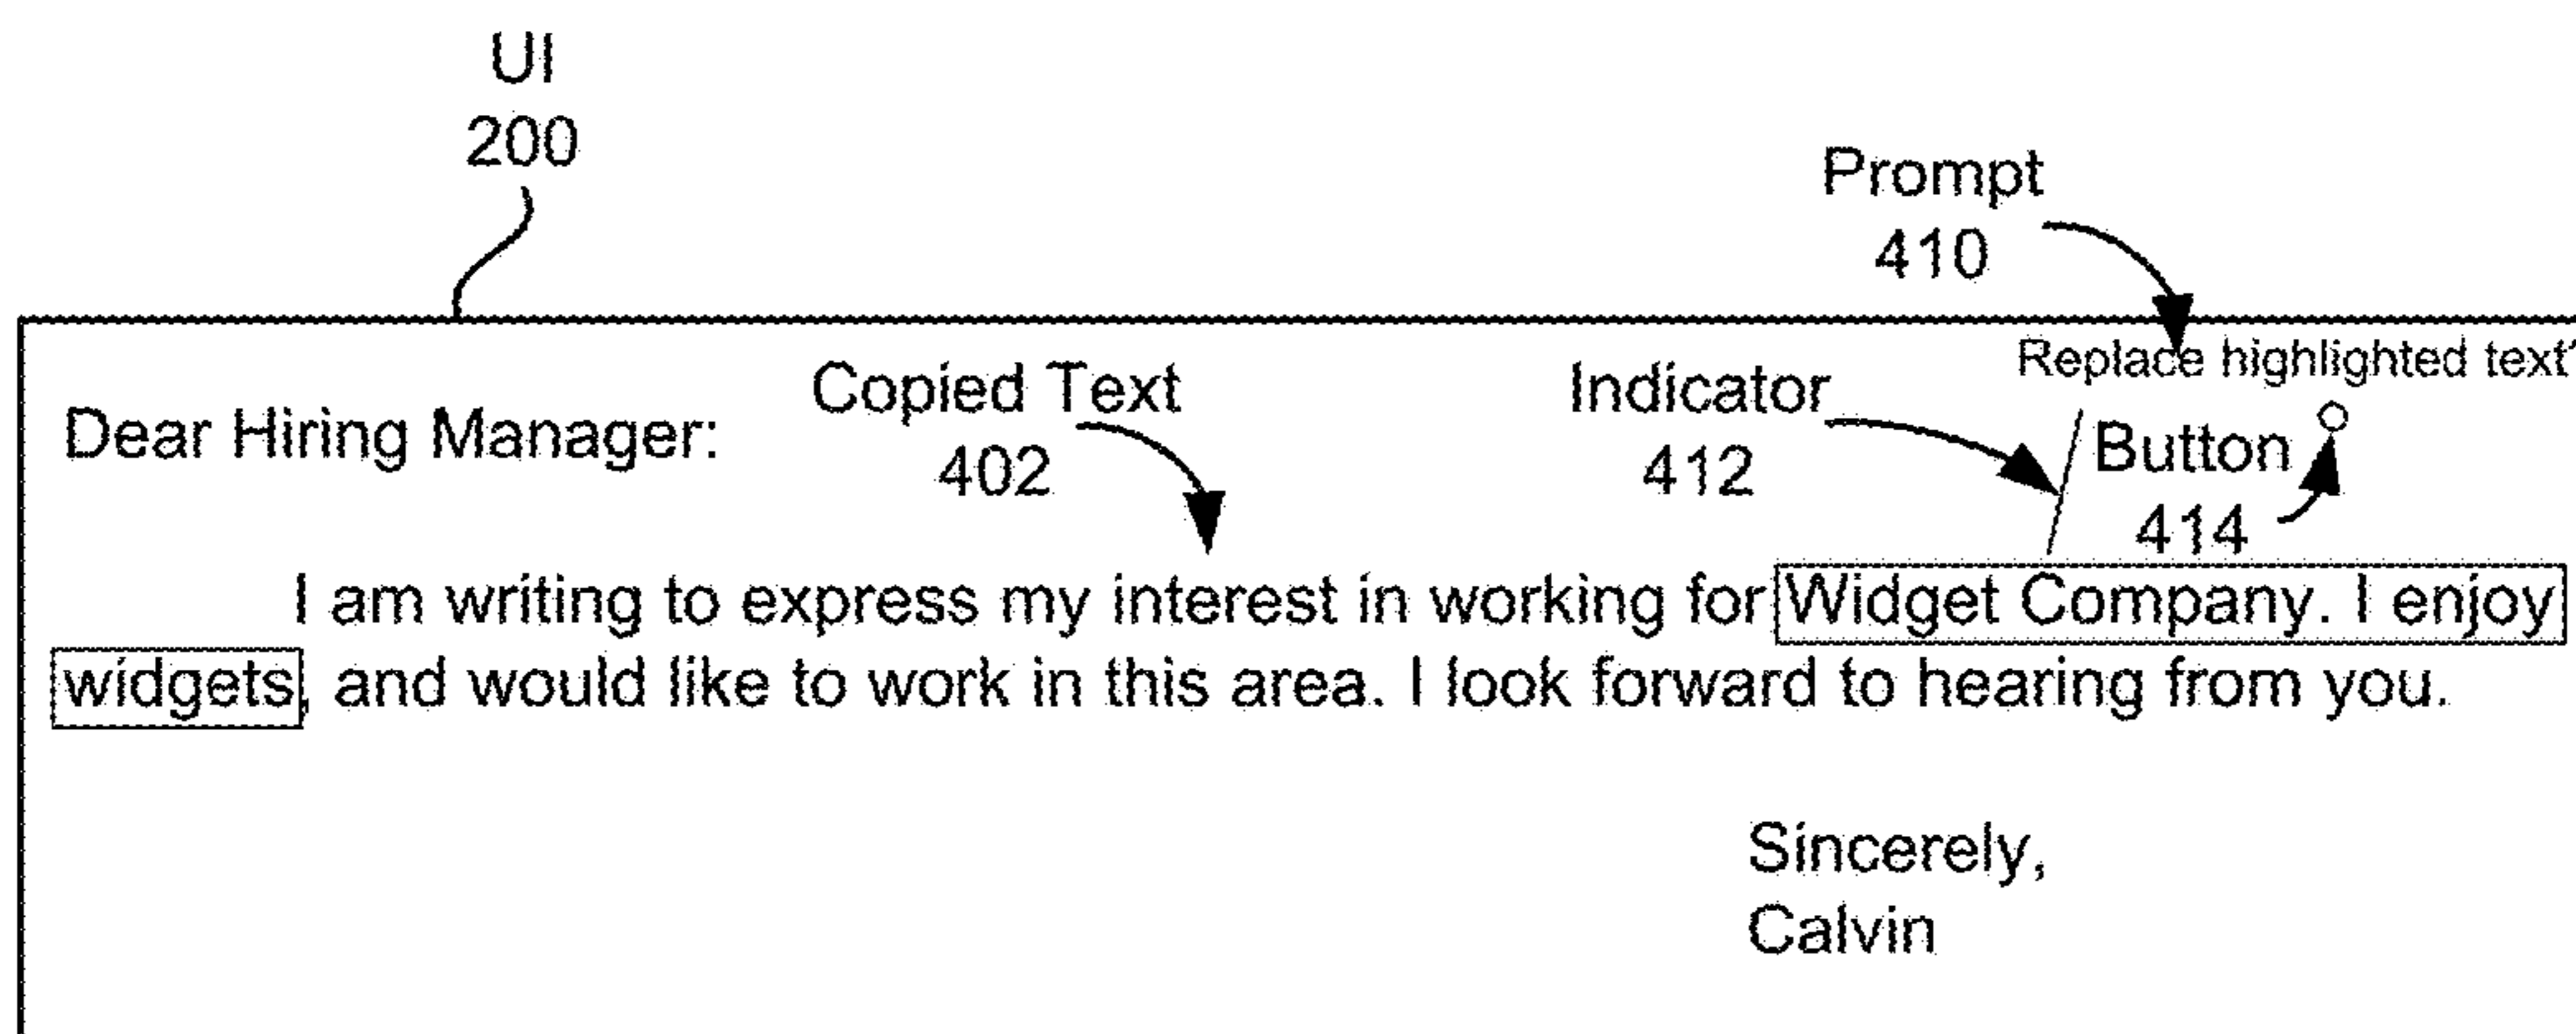 UI
200
Prompt
410
Replace highlighted text?
Copied Text
402
Indicator
412
Button
414
Dear Hiring Manager:
I am writing to express my interest in working for Widget Company. I enjoy
widgets, and would like to work in this area. I look forward to hearing from you.
Sincerely,
Calvin